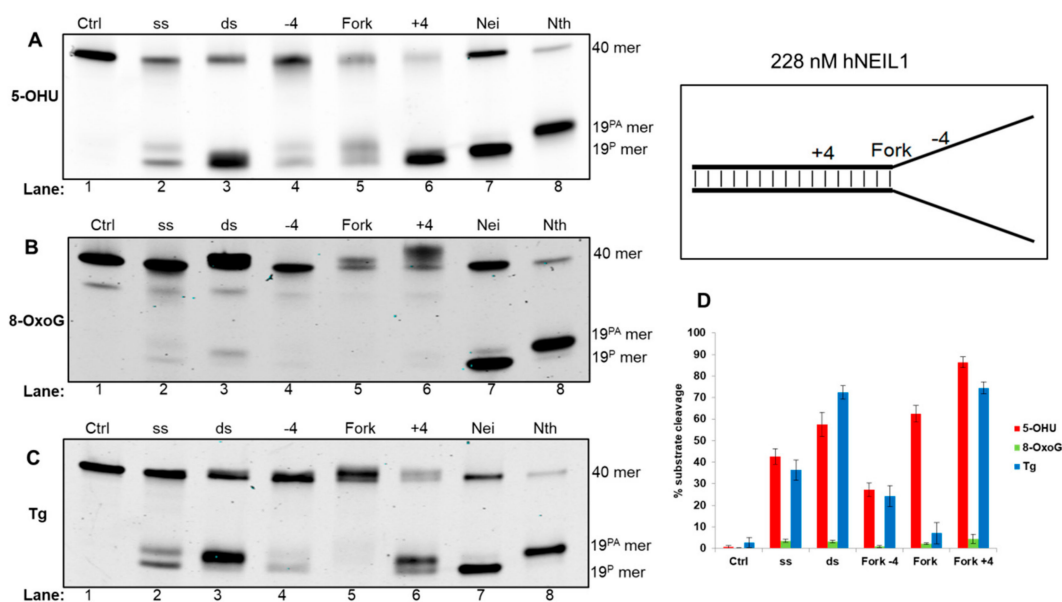 Ctrl ss ds -4 Fork +4 Nei Nth
A
40 mer
5-OHU
19PA mer
19P mer
Lane: 1 2 3 4 5 6 7 8
Ctrl ss ds -4 Fork +4 Nei Nth
B
40 mer
8-OxoG
19PA mer
19P mer
Lane: 1 2 3 4 5 6 7 8
Ctrl ss ds -4 Fork +4 Nei Nth
C
40 mer
Tg
19PA mer
19P mer
Lane: 1 2 3 4 5 6 7 8
228 nM hNEIL1
+4 Fork -4
D
% substrate cleavage
100
90
80
70
60
50
40
30
20
10
0
Ctrl ss ds Fork -4 Fork Fork +4
5-OHU
8-OxoG
Tg